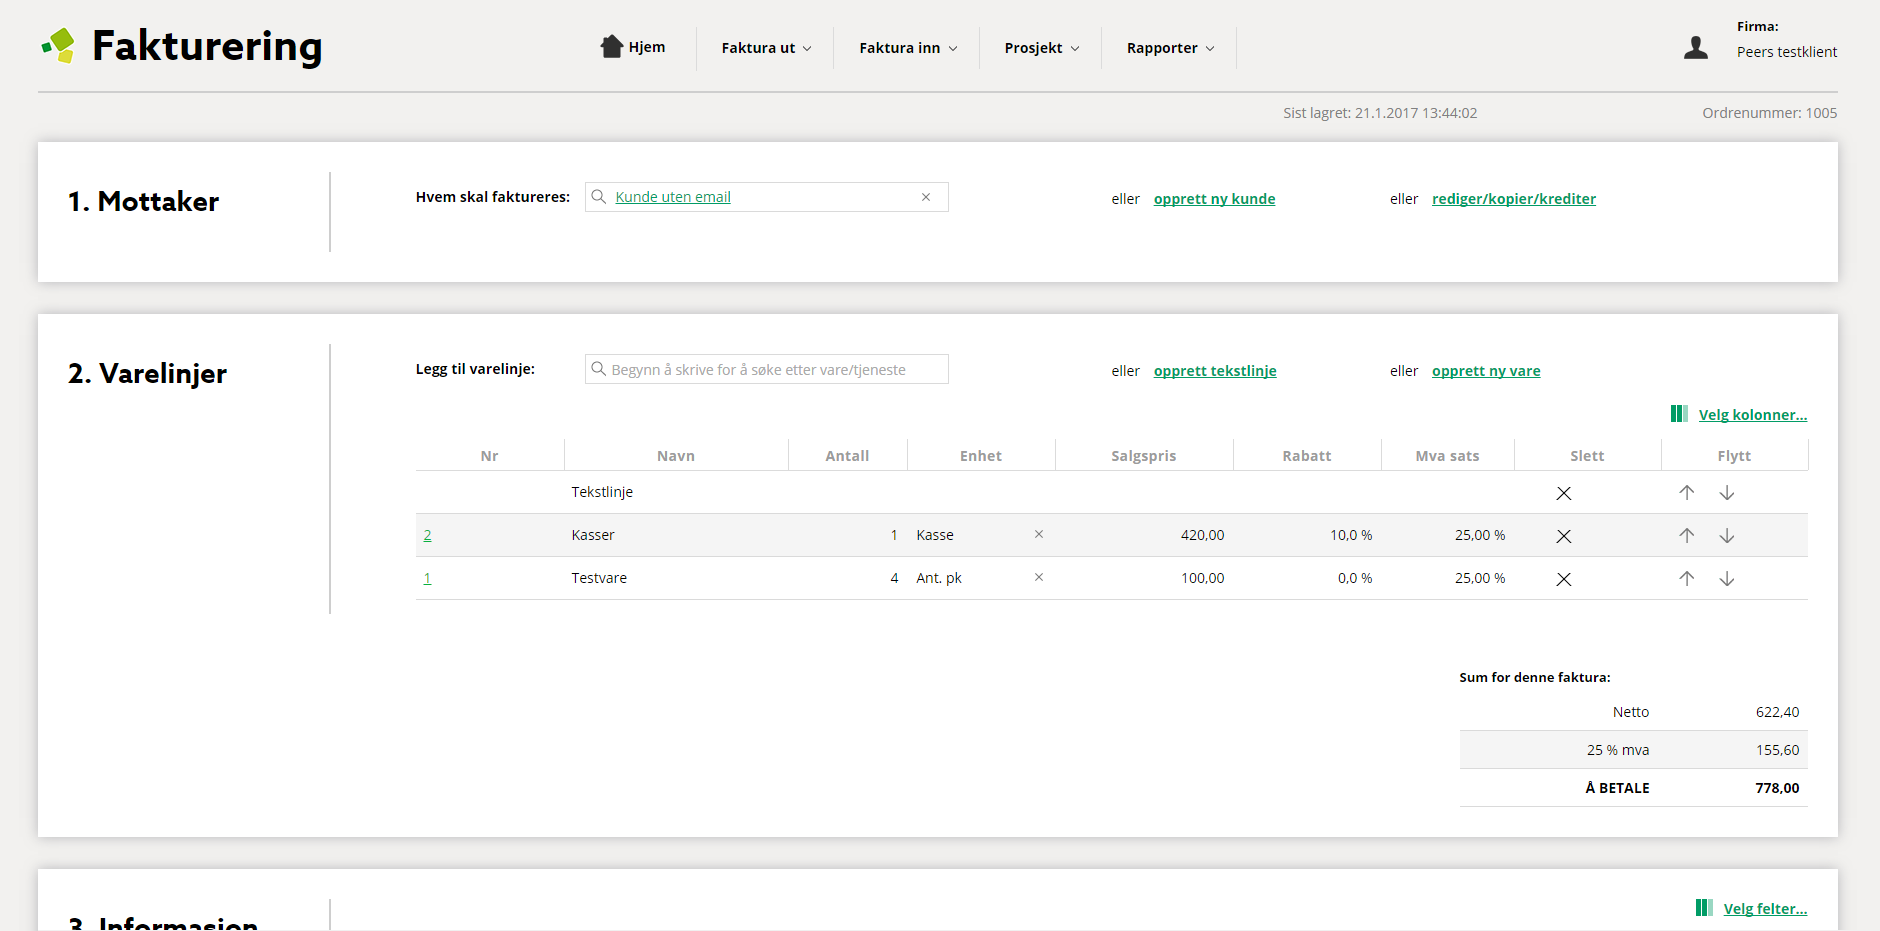 Fakturering
Hjem Faktura ut Faktura inn Prosjekt Rapporter
Firma:
Peers testklient
Sist lagret: 21.1.2017 13:44:02 Ordrenummer: 1005
1. Mottaker
Hvem skal faktureres: Kunde uten email eller opprett ny kunde eller rediger/kopier/krediter
2. Varelinjer
Legg til varelinje: Begynn å skrive for å søke etter vare/tjeneste eller opprett tekstlinje eller opprett ny vare
Velg kolonner...
Nr Navn Antall Enhet Salgspris Rabatt Mva sats Slett Flytt
Tekstlinje
2 Kasser 1 Kasse 420,00 10,0 % 25,00 %
1 Testvare 4 Ant. pk 100,00 0,0 % 25,00 %
Sum for denne faktura:
Netto 622,40
25 % mva 155,60
Å BETALE 778,00
3. Informasjon
Velg felter...